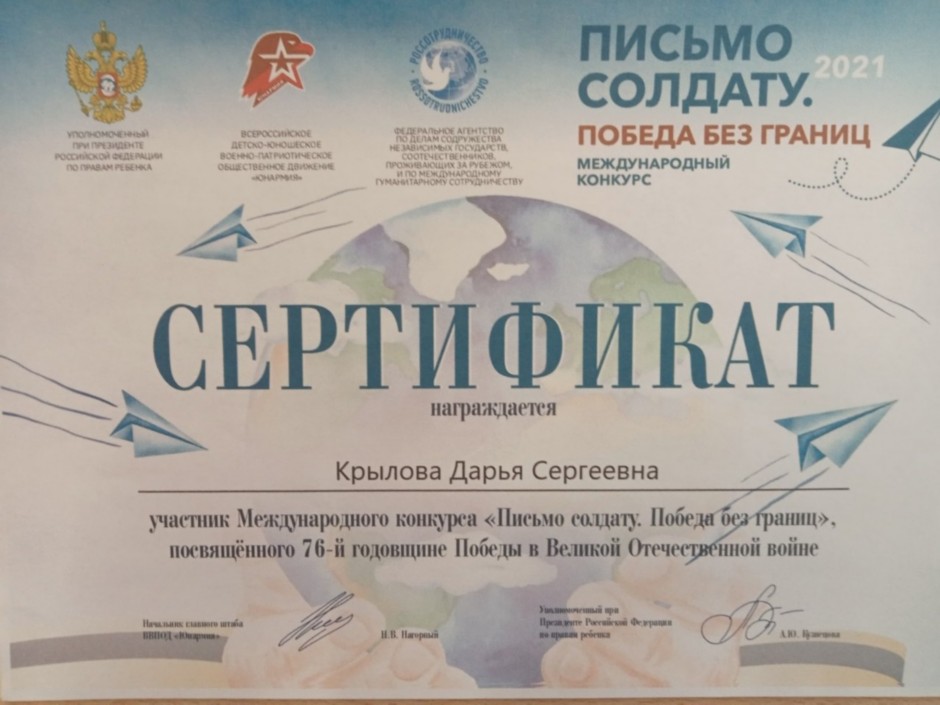 УПОЛНОМОЧЕННЫЙ
ПРИ ПРЕЗИДЕНТЕ
РОССИЙСКОЙ ФЕДЕРАЦИИ
ПО ПРАВАМ РЕБЕНКА
ЮНАРМИЯ
ВСЕРОССИЙСКОЕ
ДЕТСКО-ЮНОШЕСКОЕ
ВОЕННО-ПАТРИОТИЧЕСКОЕ
ОБЩЕСТВЕННОЕ ДВИЖЕНИЕ
«ЮНАРМИЯ»
РОССОТРУДНИЧЕСТВО
ROSSOTRUDNICHESTVO
ФЕДЕРАЛЬНОЕ АГЕНТСТВО
ПО ДЕЛАМ СОДРУЖЕСТВА
НЕЗАВИСИМЫХ ГОСУДАРСТВ,
СООТЕЧЕСТВЕННИКОВ,
ПРОЖИВАЮЩИХ ЗА РУБЕЖОМ,
И ПО МЕЖДУНАРОДНОМУ
ГУМАНИТАРНОМУ СОТРУДНИЧЕСТВУ
ПИСЬМО
СОЛДАТУ. 2021
ПОБЕДА БЕЗ ГРАНИЦ
МЕЖДУНАРОДНЫЙ
КОНКУРС
СЕРТИФИКАТ
награждается
Крылова Дарья Сергеевна
участник Международного конкурса «Письмо солдату. Победа без границ»,
посвящённого 76-й годовщине Победы в Великой Отечественной войне
Начальник главного штаба
ВВПОД «Юнармия»
Н.В. Нагорный
Уполномоченный при
Президенте Российской Федерации
по правам ребенка
А.Ю. Кузнецова